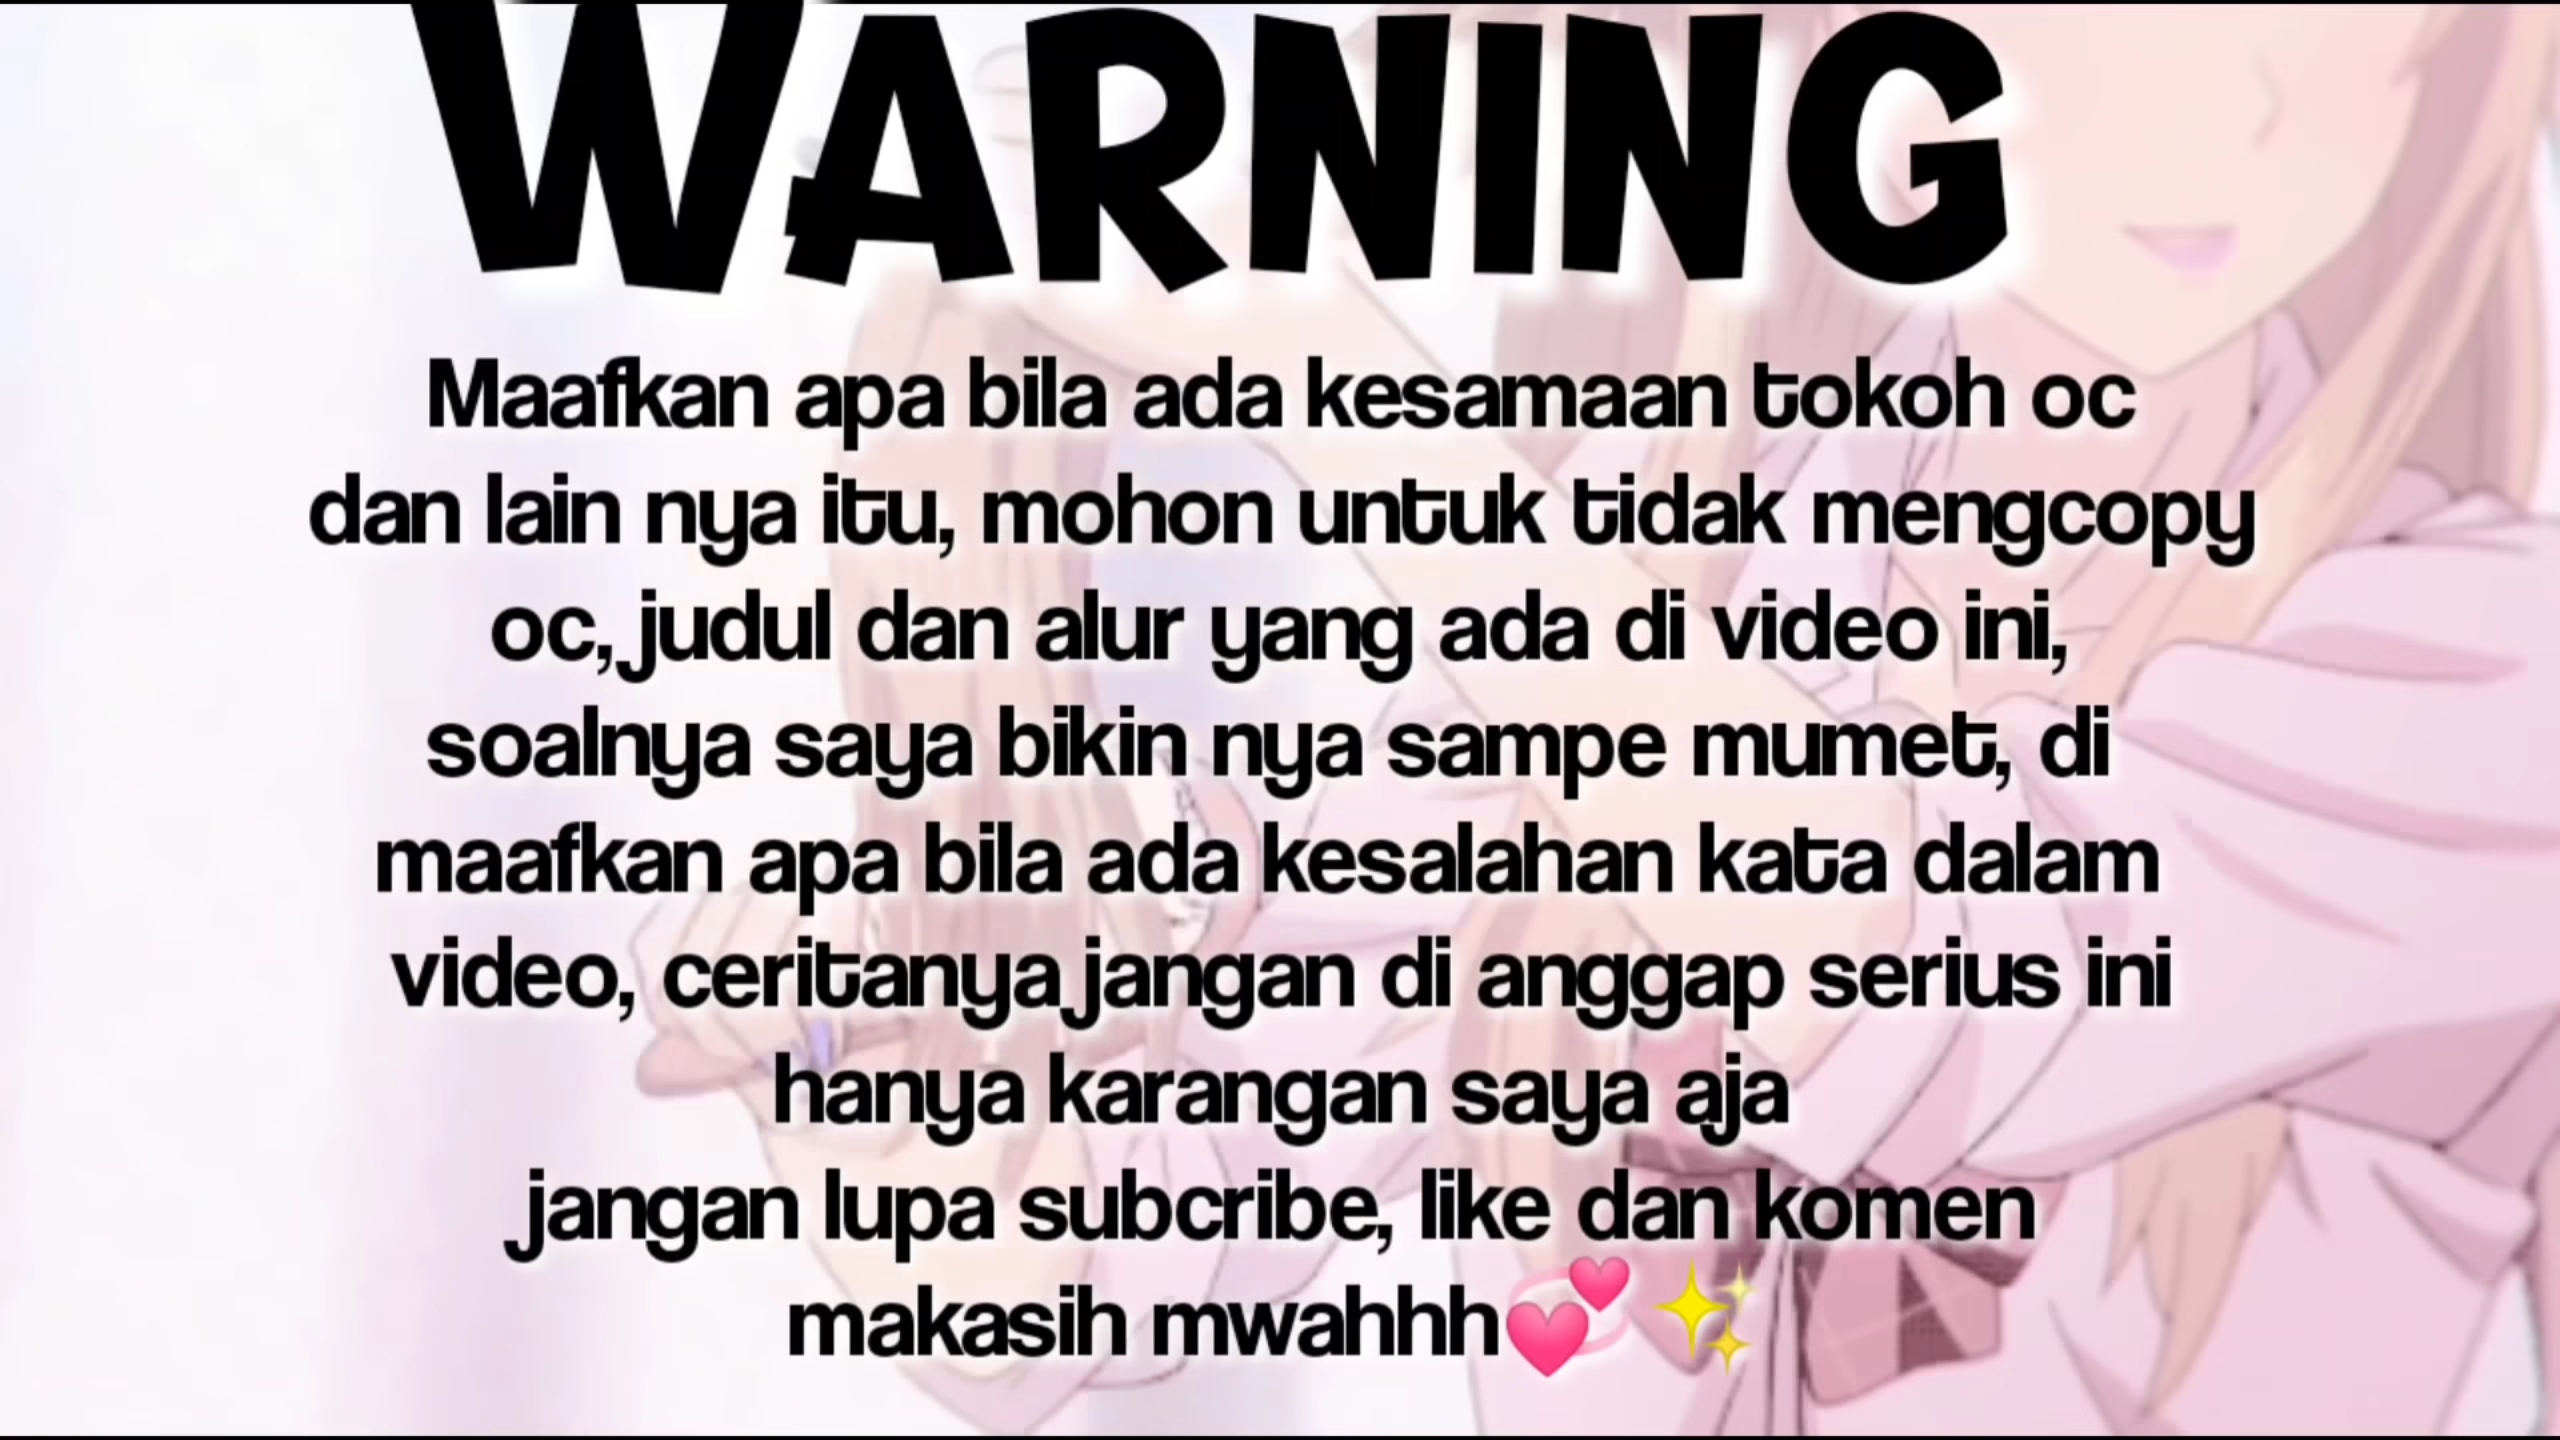 WARNING
Maafkan apa bila ada kesamaan tokoh oc
dan lain nya itu, mohon untuk tidak mengcopy
oc, judul dan alur yang ada di video ini,
soalnya saya bikin nya sampe mumet, di
maafkan apa bila ada kesalahan kata dalam
video, ceritanya jangan di anggap serius ini
hanya karangan saya aja
jangan lupa subcribe, like dan komen
makasih mwahhh💞✨